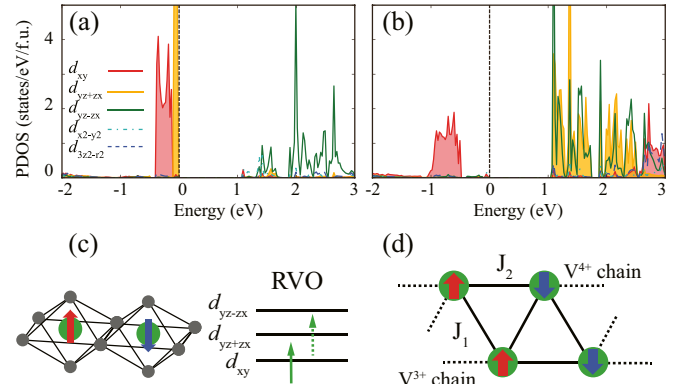 (a)
(b)
PDOS (states/eV/f.u.)
4
2
0
d_xy
d_yz+zx
d_yz-zx
d_x2-y2
d_3z2-r2
-2 -1 0 1 2 3
Energy (eV)
-2 -1 0 1 2 3
Energy (eV)
(c)
RVO
d_yz-zx
d_yz+zx
d_xy
(d)
J_2
V^4+ chain
J_1
V^3+ chain